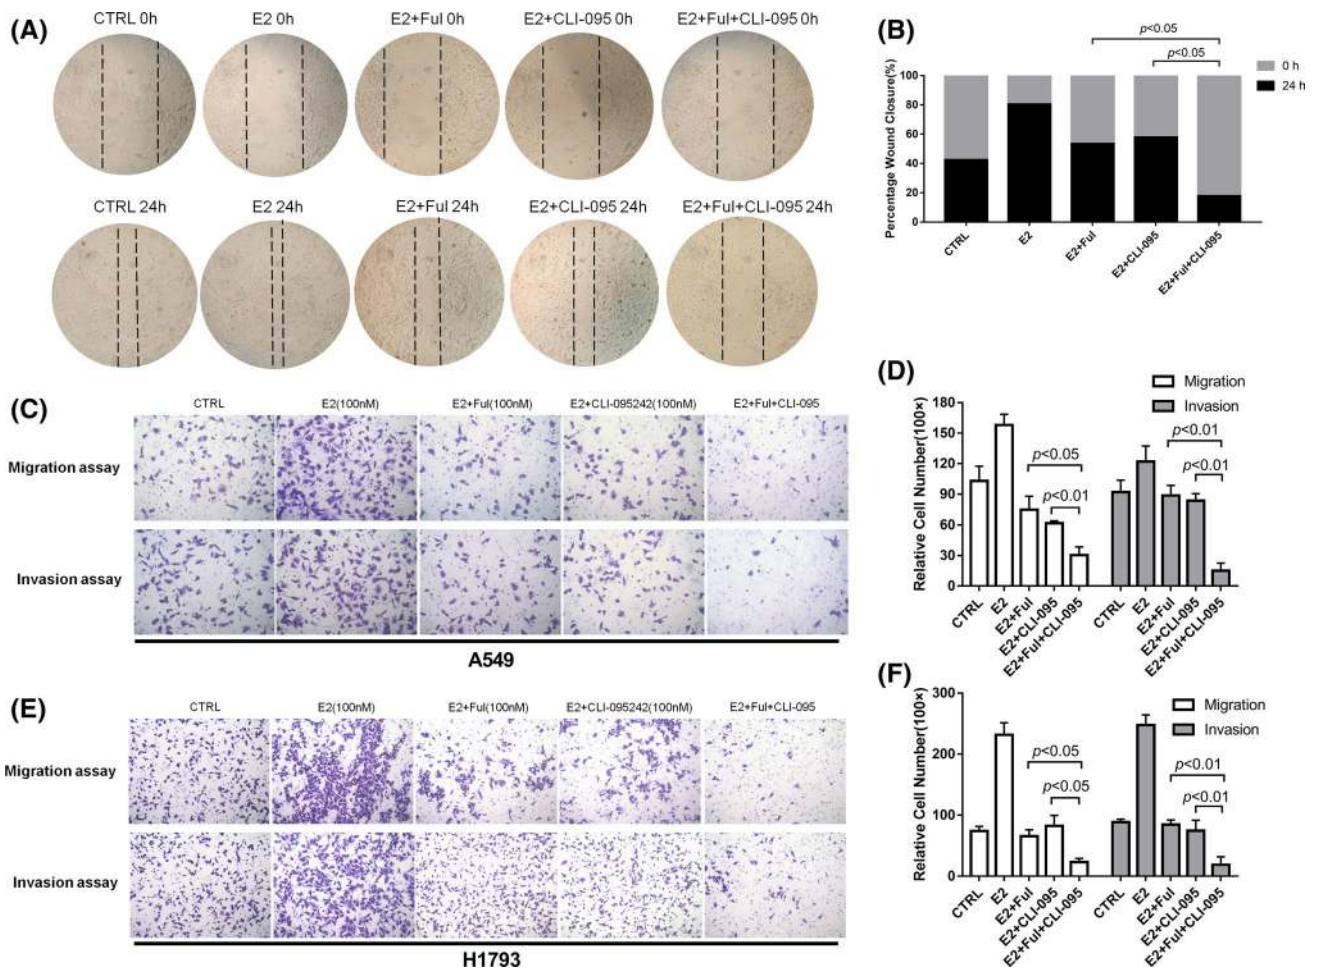 (A)
CTRL 0h
E2 0h
E2+Ful 0h
E2+CLI-095 0h
E2+Ful+CLI-095 0h
CTRL 24h
E2 24h
E2+Ful 24h
E2+CLI-095 24h
E2+Ful+CLI-095 24h
(B)
p<0.05
p<0.05
0 h
24 h
Percentage Wound Closure(%)
100
80
60
40
20
0
CTRL
E2
E2+Ful
E2+CLI-095
E2+Ful+CLI-095
(C)
CTRL
E2(100nM)
E2+Ful(100nM)
E2+CLI-095242(100nM)
E2+Ful+CLI-095
Migration assay
Invasion assay
A549
(D)
Migration
Invasion
Relative Cell Number(100×)
180
150
120
90
60
30
0
p<0.05
p<0.01
p<0.01
p<0.01
CTRL
E2
E2+Ful
E2+CLI-095
E2+Ful+CLI-095
CTRL
E2
E2+Ful
E2+CLI-095
E2+Ful+CLI-095
(E)
CTRL
E2(100nM)
E2+Ful(100nM)
E2+CLI-095242(100nM)
E2+Ful+CLI-095
Migration assay
Invasion assay
H1793
(F)
Migration
Invasion
Relative Cell Number(100×)
300
200
100
0
p<0.05
p<0.05
p<0.01
p<0.01
CTRL
E2
E2+Ful
E2+CLI-095
E2+Ful+CLI-095
CTRL
E2
E2+Ful
E2+CLI-095
E2+Ful+CLI-095